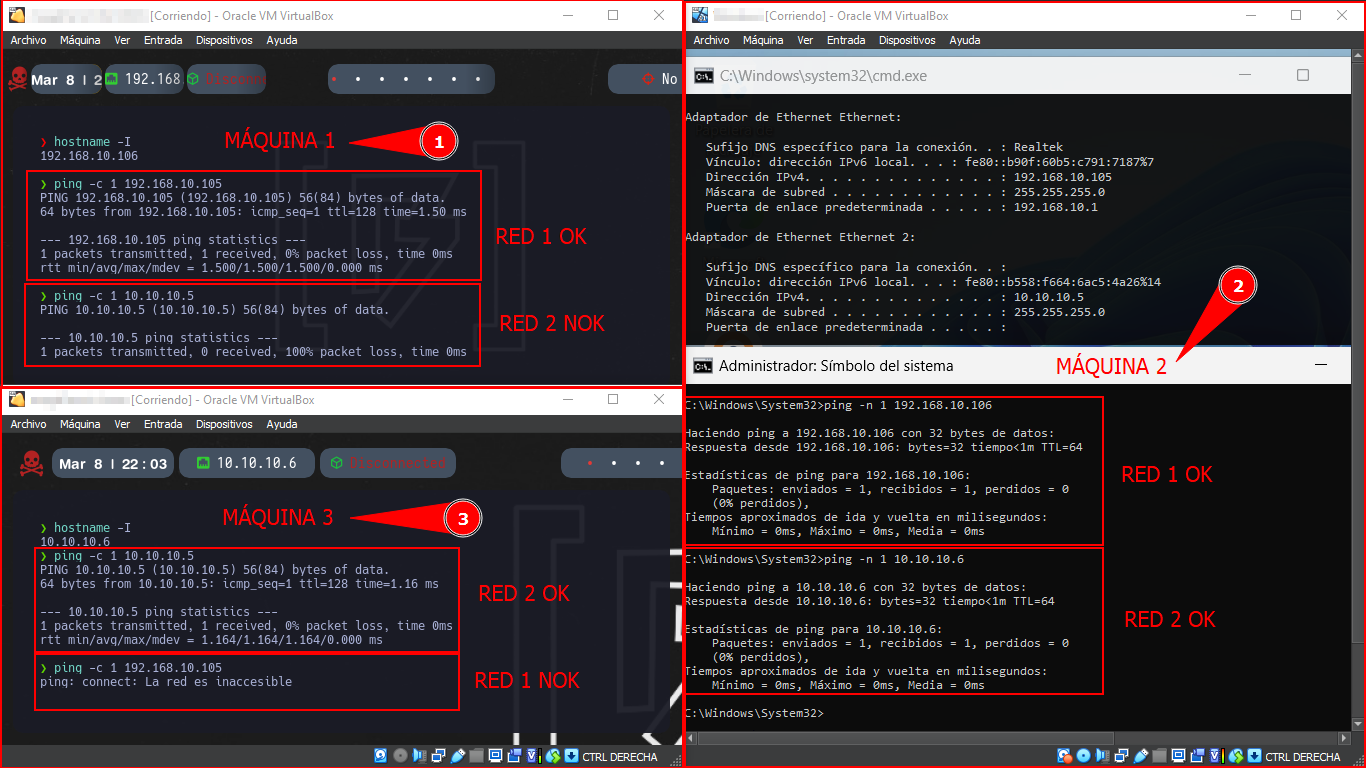 [Corriendo] - Oracle VM VirtualBox
Archivo Máquina Ver Entrada Dispositivos Ayuda
Mar 8 | 2 192.168
No
MÁQUINA 1
1
❯ hostname -I
192.168.10.106
❯ ping -c 1 192.168.10.105
PING 192.168.10.105 (192.168.10.105) 56(84) bytes of data.
64 bytes from 192.168.10.105: icmp_seq=1 ttl=128 time=1.50 ms
--- 192.168.10.105 ping statistics ---
1 packets transmitted, 1 received, 0% packet loss, time 0ms
rtt min/avg/max/mdev = 1.500/1.500/1.500/0.000 ms
RED 1 OK
❯ ping -c 1 10.10.10.5
PING 10.10.10.5 (10.10.10.5) 56(84) bytes of data.
--- 10.10.10.5 ping statistics ---
1 packets transmitted, 0 received, 100% packet loss, time 0ms
RED 2 NOK
[Corriendo] - Oracle VM VirtualBox
Archivo Máquina Ver Entrada Dispositivos Ayuda
Mar 8 | 22:03 10.10.10.6 Disconnected
MÁQUINA 3
3
❯ hostname -I
10.10.10.6
❯ ping -c 1 10.10.10.5
PING 10.10.10.5 (10.10.10.5) 56(84) bytes of data.
64 bytes from 10.10.10.5: icmp_seq=1 ttl=128 time=1.16 ms
--- 10.10.10.5 ping statistics ---
1 packets transmitted, 1 received, 0% packet loss, time 0ms
rtt min/avg/max/mdev = 1.164/1.164/1.164/0.000 ms
RED 2 OK
❯ ping -c 1 192.168.10.105
ping: connect: La red es inaccesible
RED 1 NOK
CTRL DERECHA
[Corriendo] - Oracle VM VirtualBox
Archivo Máquina Ver Entrada Dispositivos Ayuda
C:\Windows\system32\cmd.exe
Adaptador de Ethernet Ethernet:
Sufijo DNS específico para la conexión. . : Realtek
Vínculo: dirección IPv6 local. . . : fe80::b90f:60b5:c791:7187%7
Dirección IPv4. . . . . . . . . . . . . . : 192.168.10.105
Máscara de subred . . . . . . . . . . . . : 255.255.255.0
Puerta de enlace predeterminada . . . . . : 192.168.10.1
Adaptador de Ethernet Ethernet 2:
Sufijo DNS específico para la conexión. . :
Vínculo: dirección IPv6 local. . . : fe80::b558:f664:6ac5:4a26%14
Dirección IPv4. . . . . . . . . . . . . . : 10.10.10.5
Máscara de subred . . . . . . . . . . . . : 255.255.255.0
Puerta de enlace predeterminada . . . . . :
2
MÁQUINA 2
Administrador: Símbolo del sistema
C:\Windows\System32>ping -n 1 192.168.10.106
Haciendo ping a 192.168.10.106 con 32 bytes de datos:
Respuesta desde 192.168.10.106: bytes=32 tiempo<1m TTL=64
Estadísticas de ping para 192.168.10.106:
Paquetes: enviados = 1, recibidos = 1, perdidos = 0
(0% perdidos),
Tiempos aproximados de ida y vuelta en milisegundos:
Mínimo = 0ms, Máximo = 0ms, Media = 0ms
RED 1 OK
C:\Windows\System32>ping -n 1 10.10.10.6
Haciendo ping a 10.10.10.6 con 32 bytes de datos:
Respuesta desde 10.10.10.6: bytes=32 tiempo<1m TTL=64
Estadísticas de ping para 10.10.10.6:
Paquetes: enviados = 1, recibidos = 1, perdidos = 0
(0% perdidos),
Tiempos aproximados de ida y vuelta en milisegundos:
Mínimo = 0ms, Máximo = 0ms, Media = 0ms
RED 2 OK
C:\Windows\System32>
CTRL DERECHA